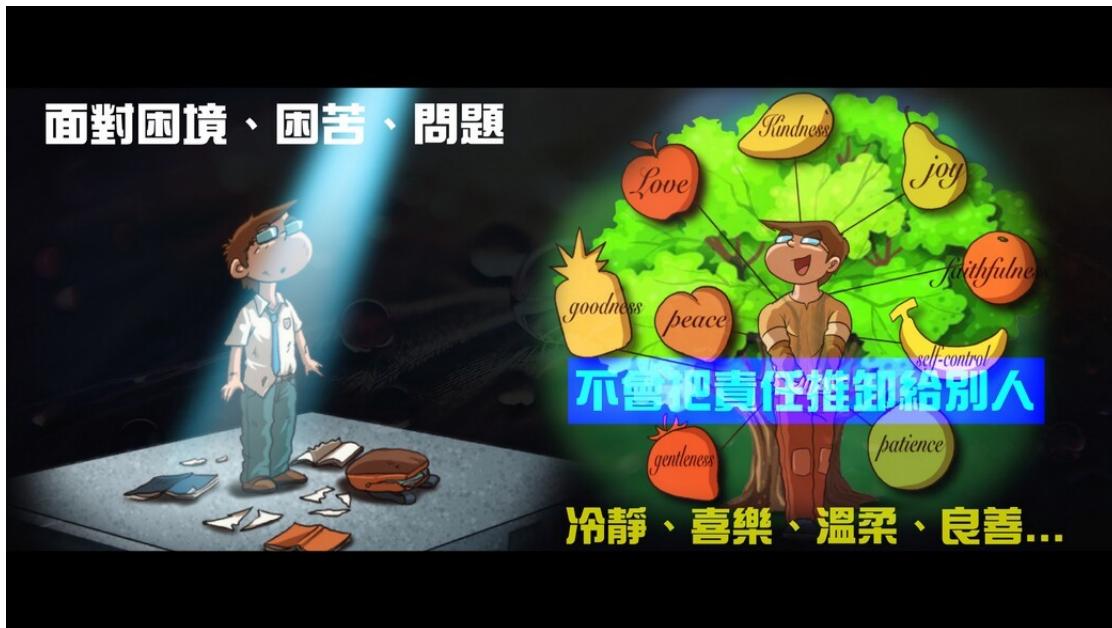 面對困境、困苦、問題
Kindness
Love
joy
faithfulne
goodness
peace
self-control
不會把責任推卸給別人
gentleness
patience
冷靜、喜樂、溫柔、良善...